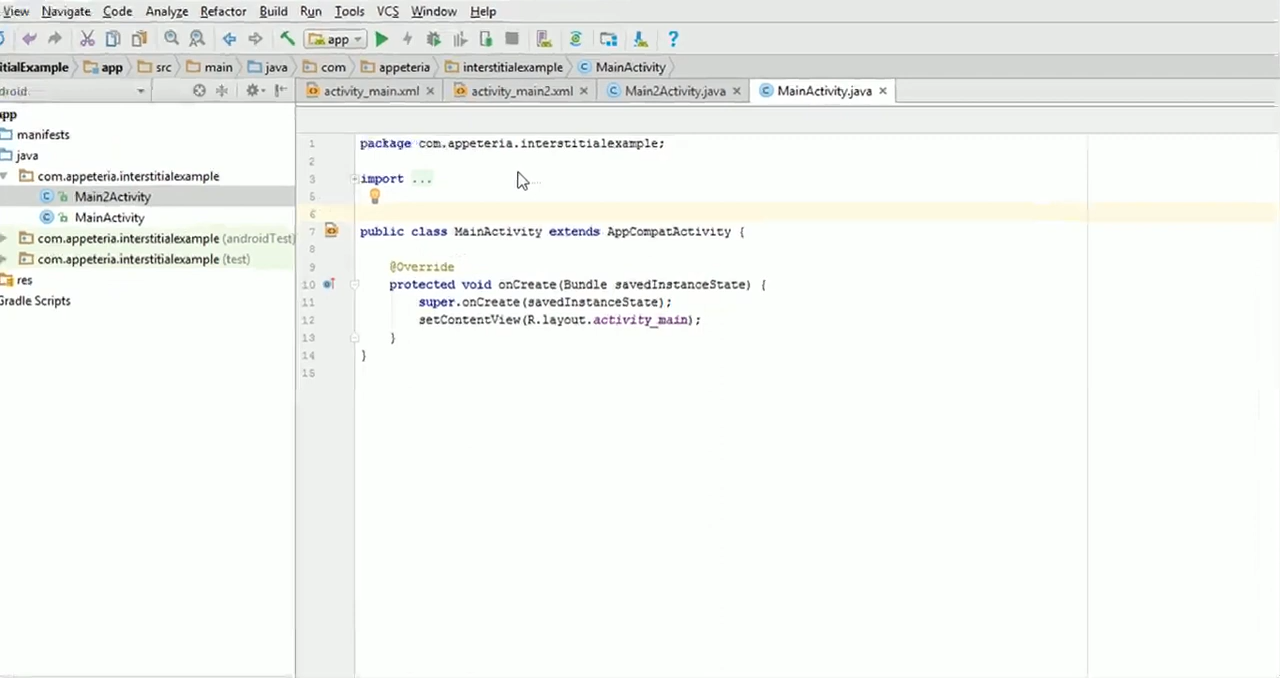 View Navigate Code Analyze Refactor Build Run Tools VCS Window Help
app
itialExample app src main java com appeteria interstitialexample MainActivity
droid activity_main.xml activity_main2.xml Main2Activity.java MainActivity.java
app
manifests
java
com.appeteria.interstitialexample
Main2Activity
MainActivity
com.appeteria.interstitialexample (androidTest)
com.appeteria.interstitialexample (test)
res
Gradle Scripts
1 package com.appeteria.interstitialexample;
2
3 import ...
5
6
7 public class MainActivity extends AppCompatActivity {
8
9 @Override
10 protected void onCreate(Bundle savedInstanceState) {
11 super.onCreate(savedInstanceState);
12 setContentView(R.layout.activity_main);
13 }
14 }
15